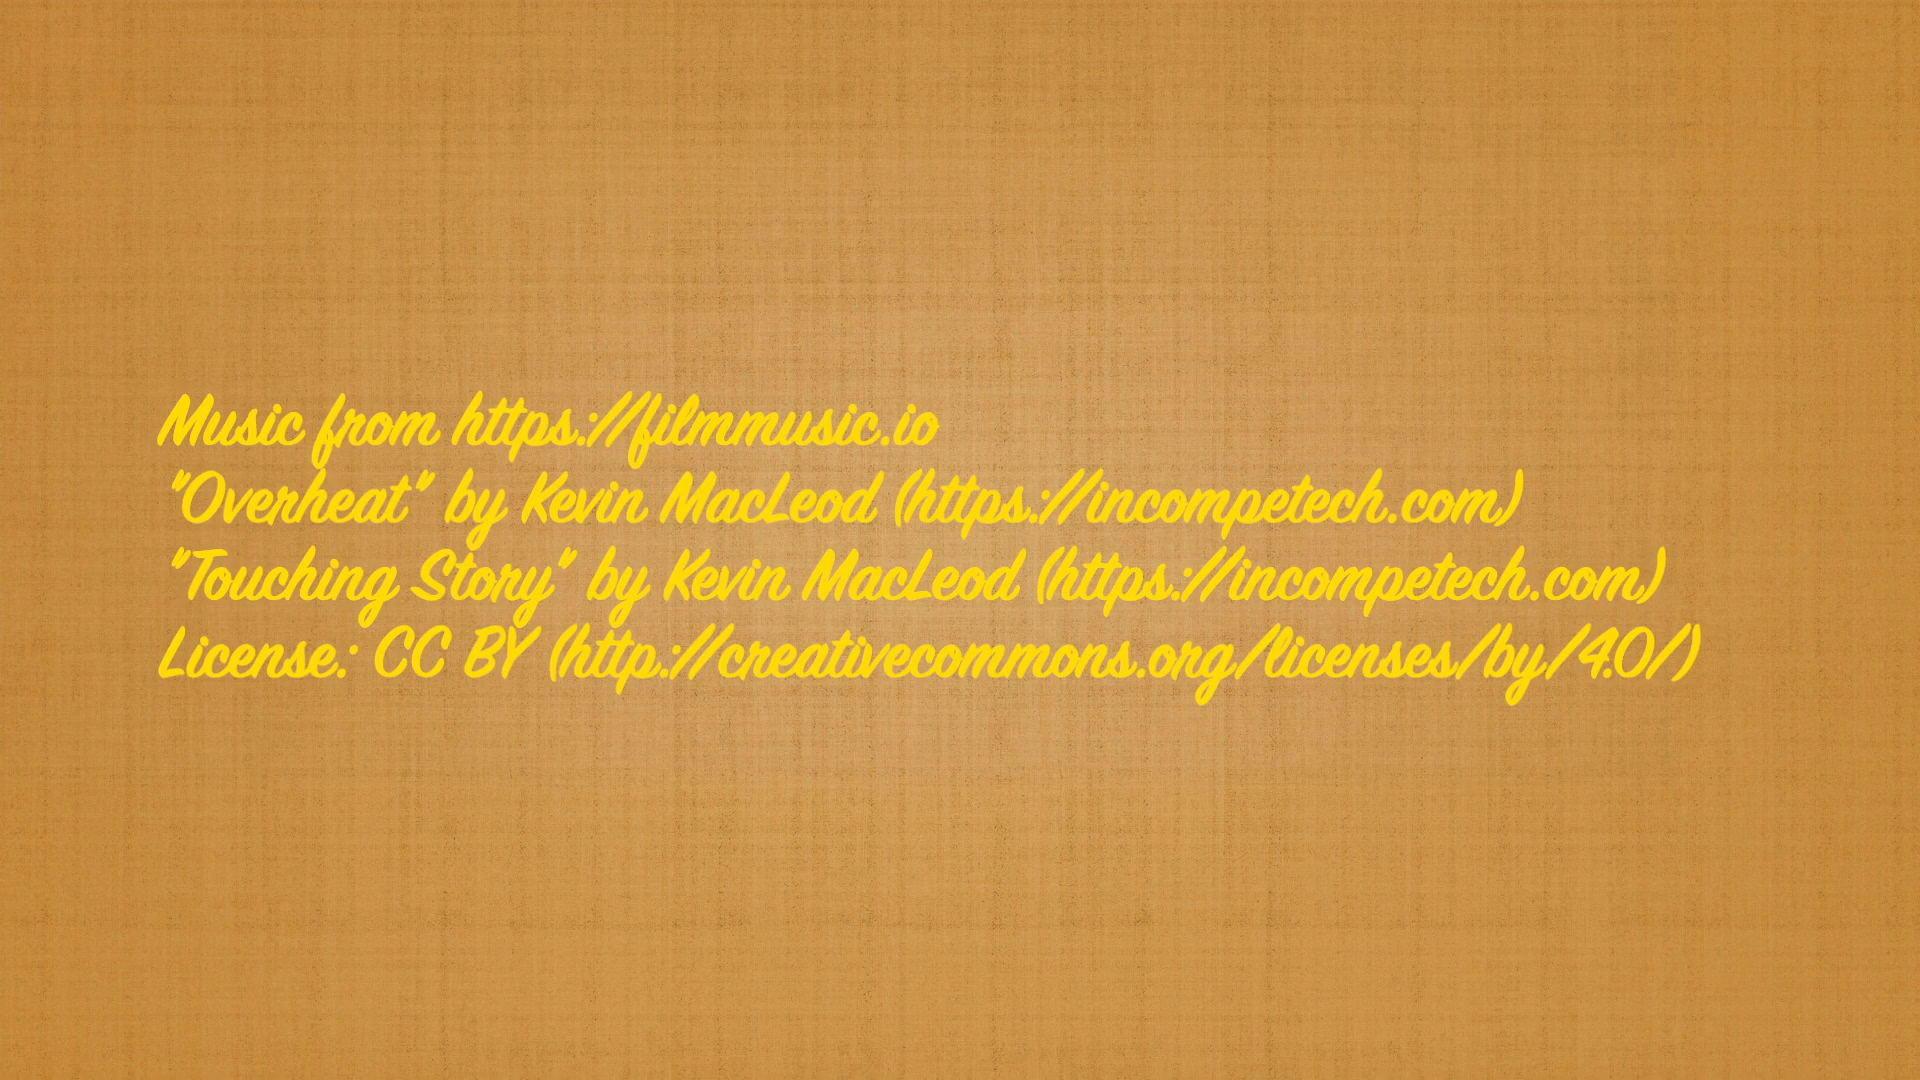 Music from https://filmmusic.io
"Overheat" by Kevin MacLeod (https://incompetech.com)
"Touching Story" by Kevin MacLeod (https://incompetech.com)
License: CC BY (http://creativecommons.org/licenses/by/4.0/)